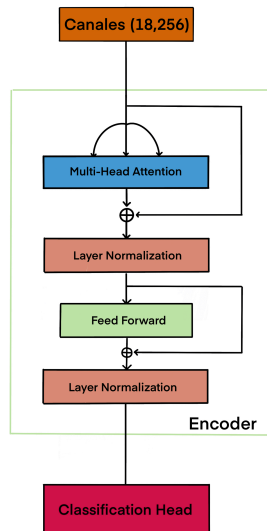 Canales (18,256)
Multi-Head Attention
Layer Normalization
Feed Forward
Layer Normalization
Encoder
Classification Head